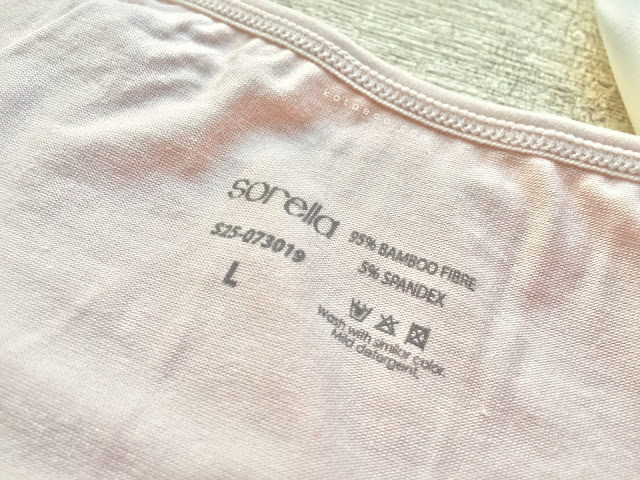 sorella
S25-073019
L
95% BAMBOO FIBRE
5% SPANDEX
wash with similar color.
Mild detergent.